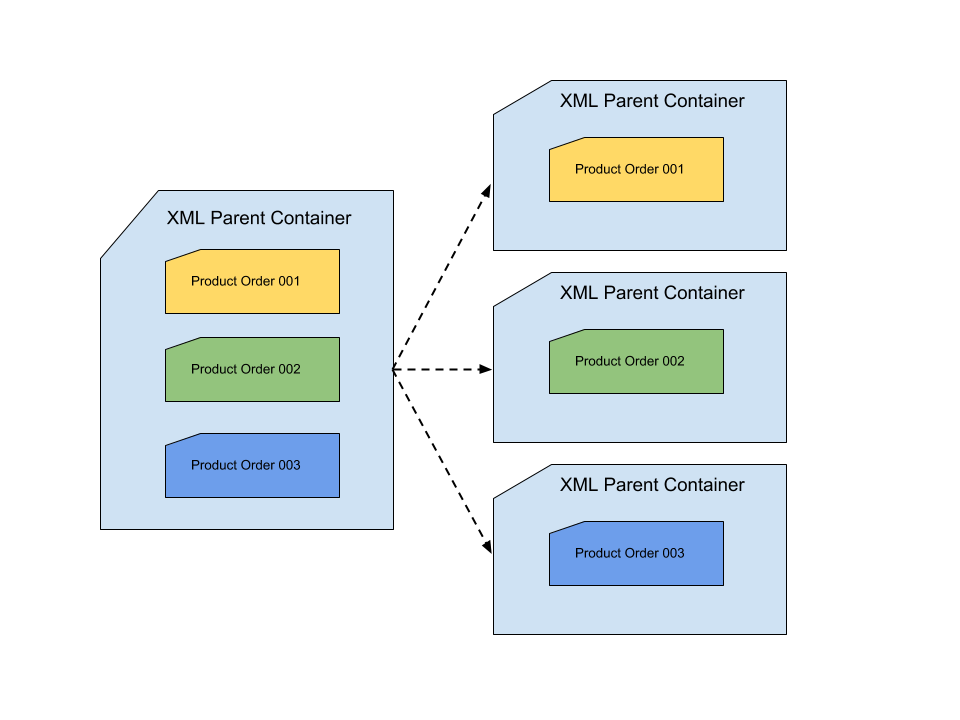 XML Parent Container
Product Order 001
Product Order 002
Product Order 003
XML Parent Container
Product Order 001
XML Parent Container
Product Order 002
XML Parent Container
Product Order 003